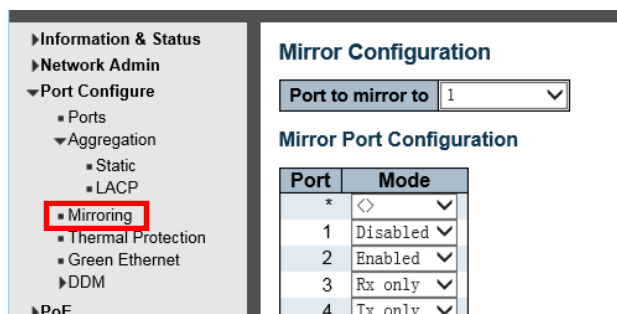 Information & Status
Network Admin
Port Configure
Ports
Aggregation
Static
LACP
Mirroring
Thermal Protection
Green Ethernet
DDM
PoE
Mirror Configuration
Port to mirror to 1
Mirror Port Configuration
Port Mode
* <>
1 Disabled
2 Enabled
3 Rx only
4 Tx only